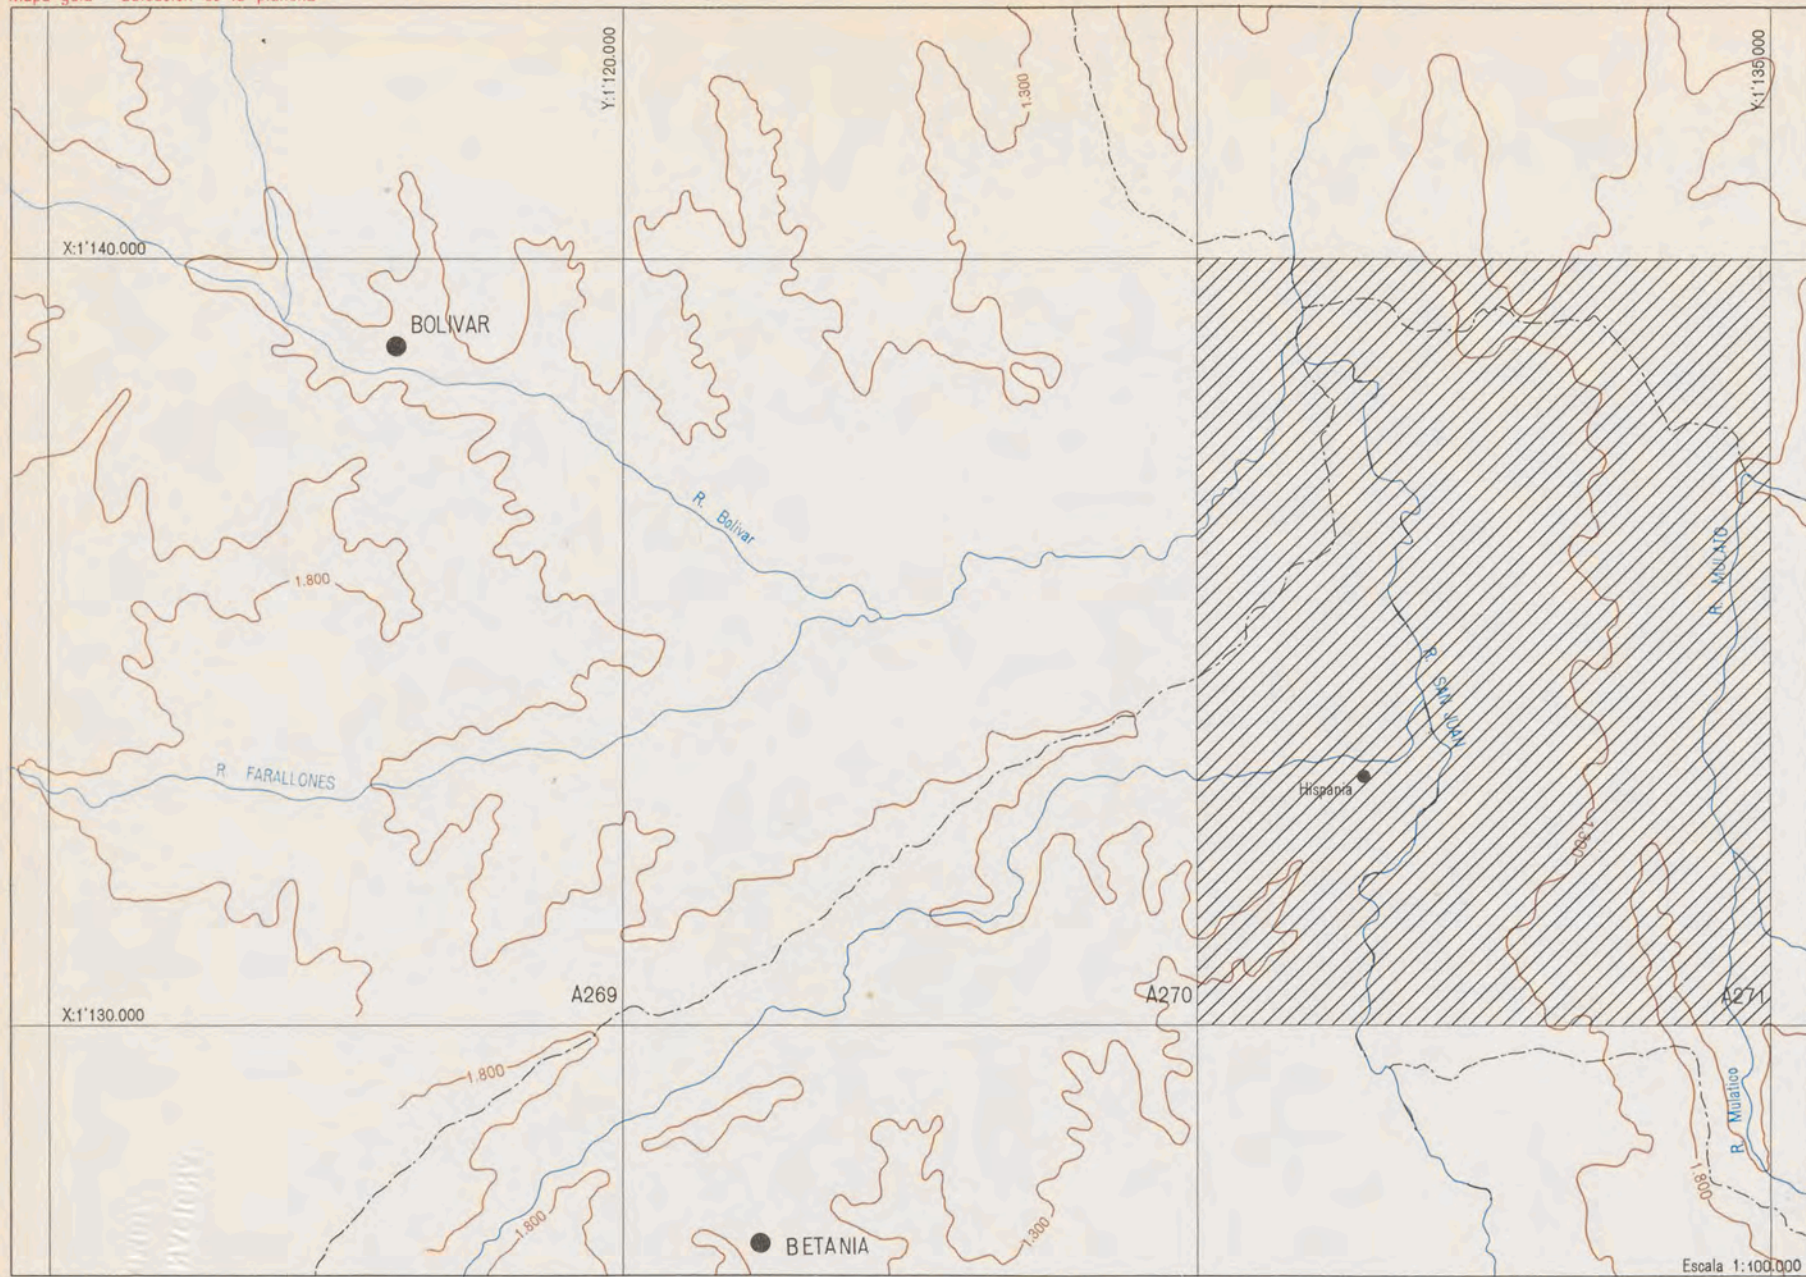 Y:1'120.000
1.300
Y:1'135.000
X:1'140.000
BOLIVAR
R. Bolivar
R. MULATO
1.800
R. SAN JUAN
R FARALLONES
Hispania
1.300
A269
A270
A271
X:1'130.000
1.800
R. Mulatico
1.800
1.800
1.300
BETANIA
Escala 1:100.000